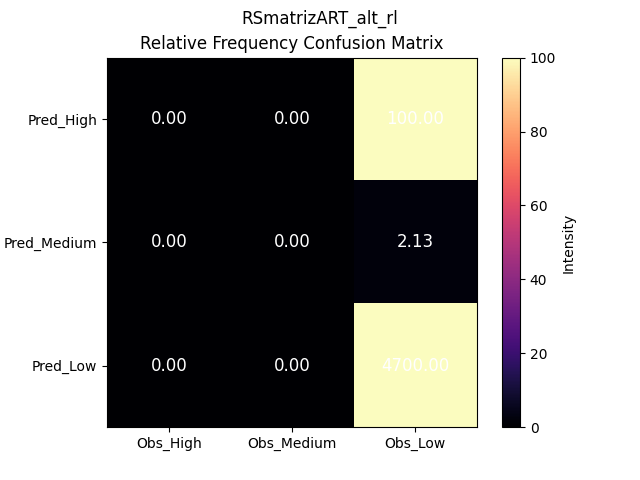 RSmatrizART_alt_rl
Relative Frequency Confusion Matrix
100
Pred_High 0.00 0.00 100.00
80
60
Pred_Medium 0.00 0.00 2.13
Intensity
40
20
Pred_Low 0.00 0.00 4700.00
0
Obs_High Obs_Medium Obs_Low